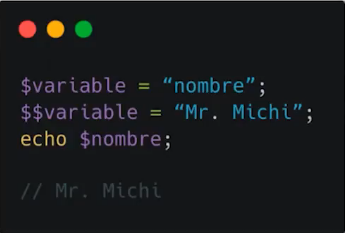 $variable = “nombre”;
$$variable = “Mr. Michi”;
echo $nombre;
// Mr. Michi